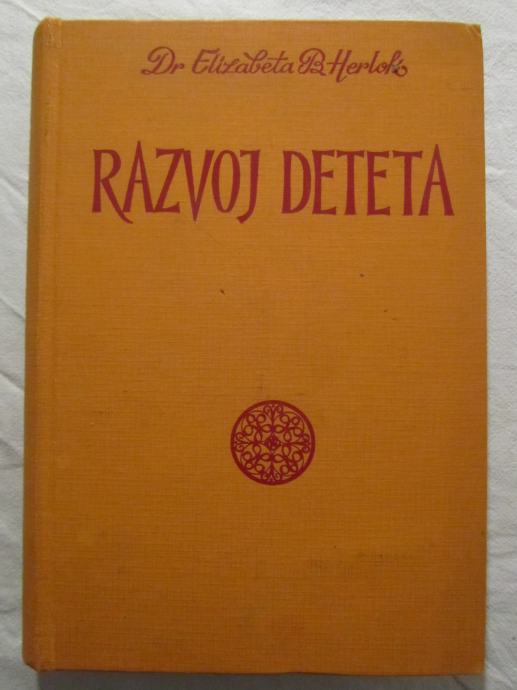 Dr Elizabeta B. Herlok
RAZVOJ DETETA